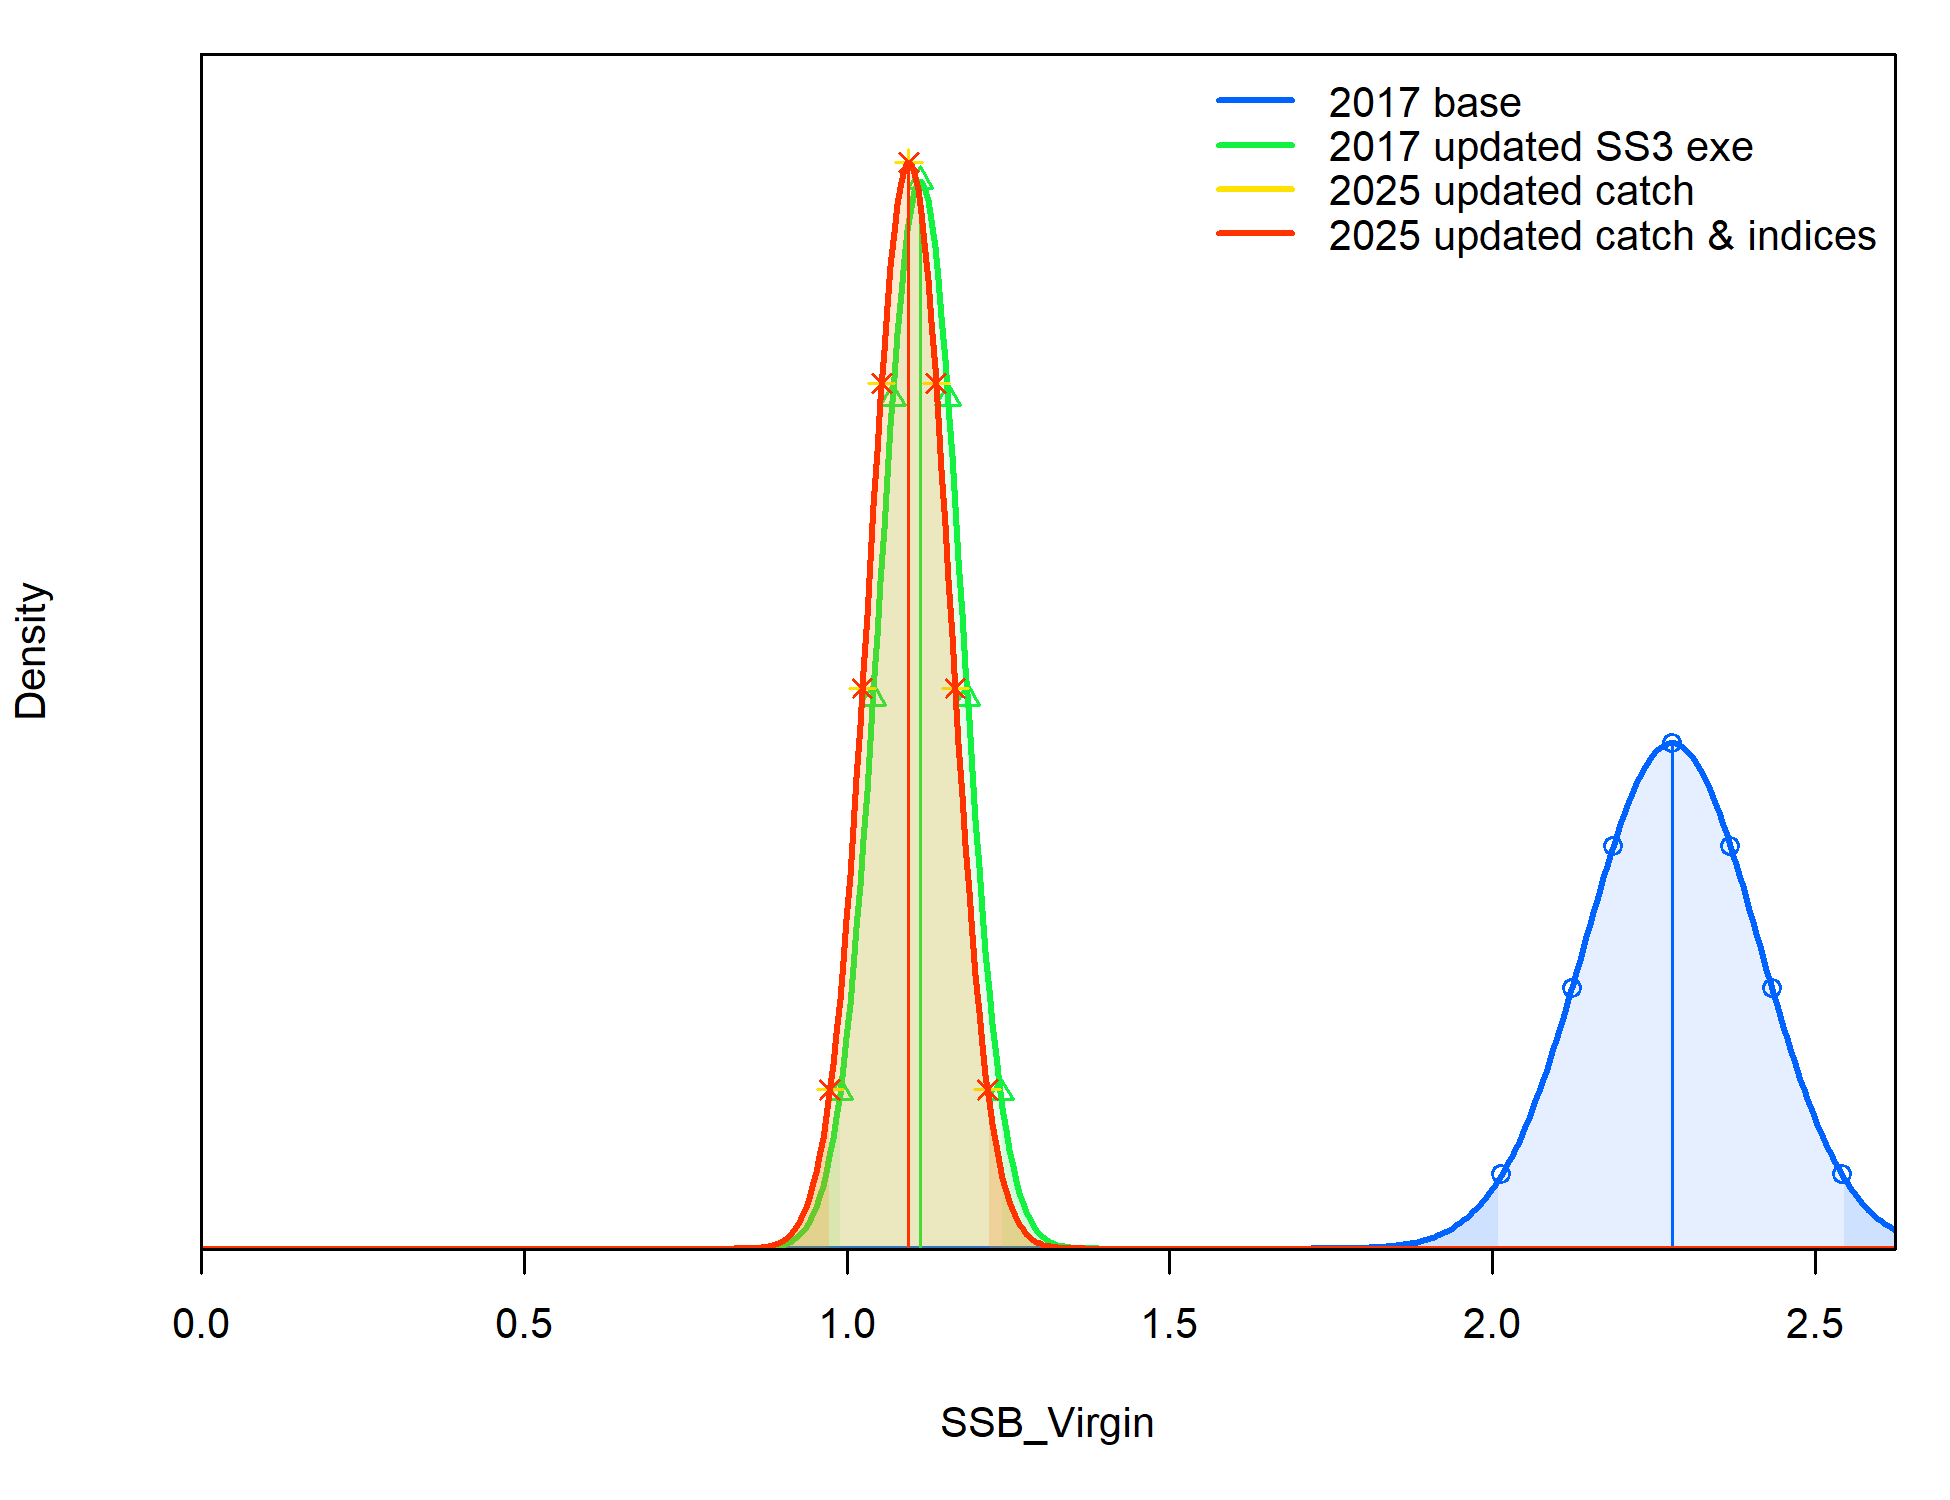 2017 base
2017 updated SS3 exe
2025 updated catch
2025 updated catch & indices
Density
0.0 0.5 1.0 1.5 2.0 2.5
SSB_Virgin